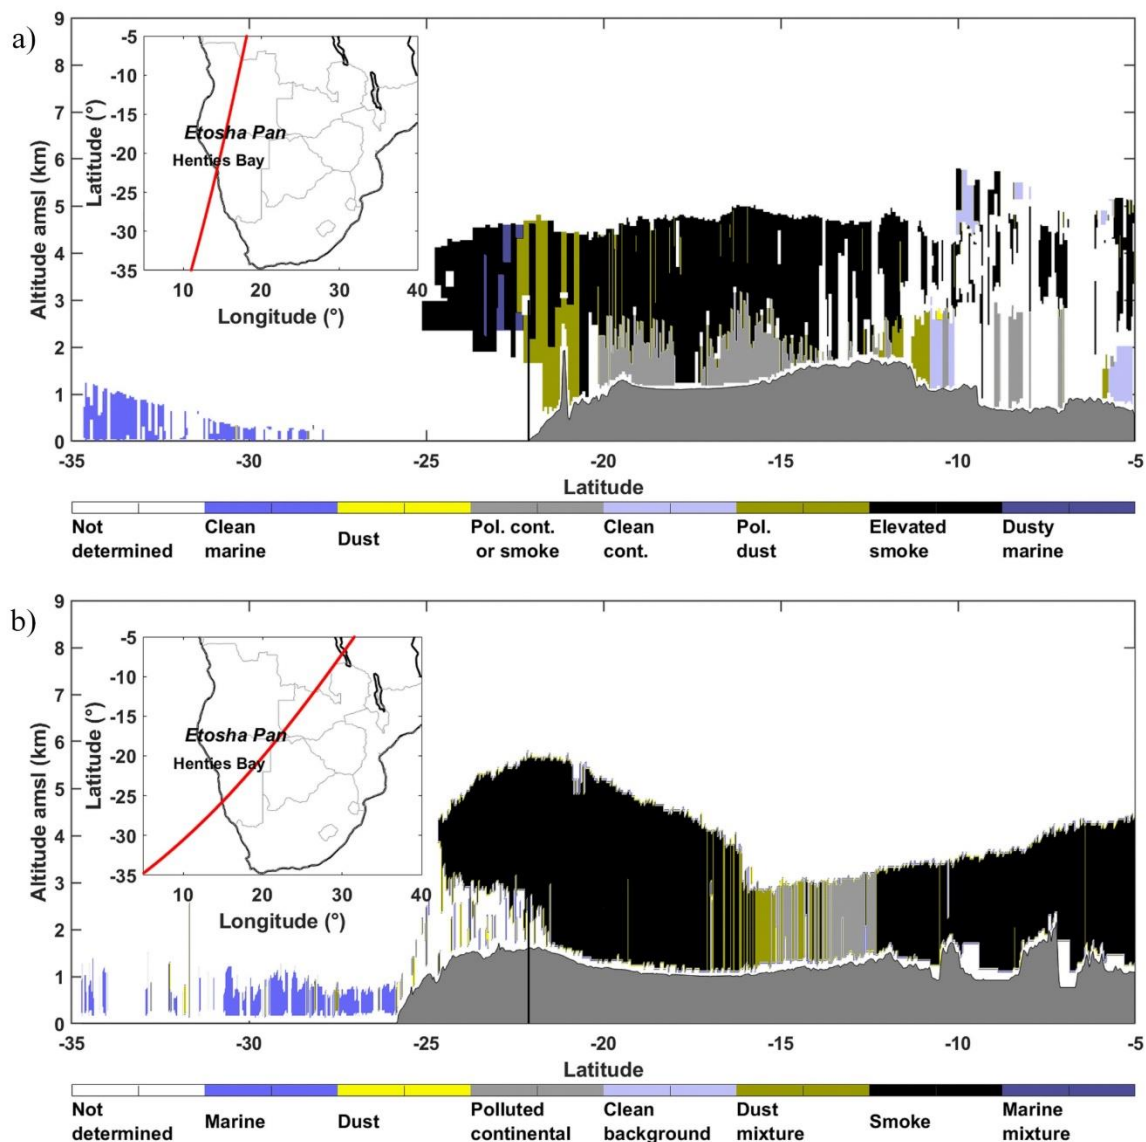 a)
9
8
7
6
5
4
3
2
1
0
Altitude amsl (km)
-5
-10
-15
-20
-25
-30
-35
Latitude (°)
Etosha Pan
Henties Bay
10 20 30 40
Longitude (°)
-35 -30 -25 -20 -15 -10 -5
Latitude
Not determined
Clean marine
Dust
Pol. cont. or smoke
Clean cont.
Pol. dust
Elevated smoke
Dusty marine
b)
9
8
7
6
5
4
3
2
1
0
Altitude amsl (km)
-5
-10
-15
-20
-25
-30
-35
Latitude (°)
Etosha Pan
Henties Bay
10 20 30 40
Longitude (°)
-35 -30 -25 -20 -15 -10 -5
Latitude
Not determined
Marine
Dust
Polluted continental
Clean background
Dust mixture
Smoke
Marine mixture